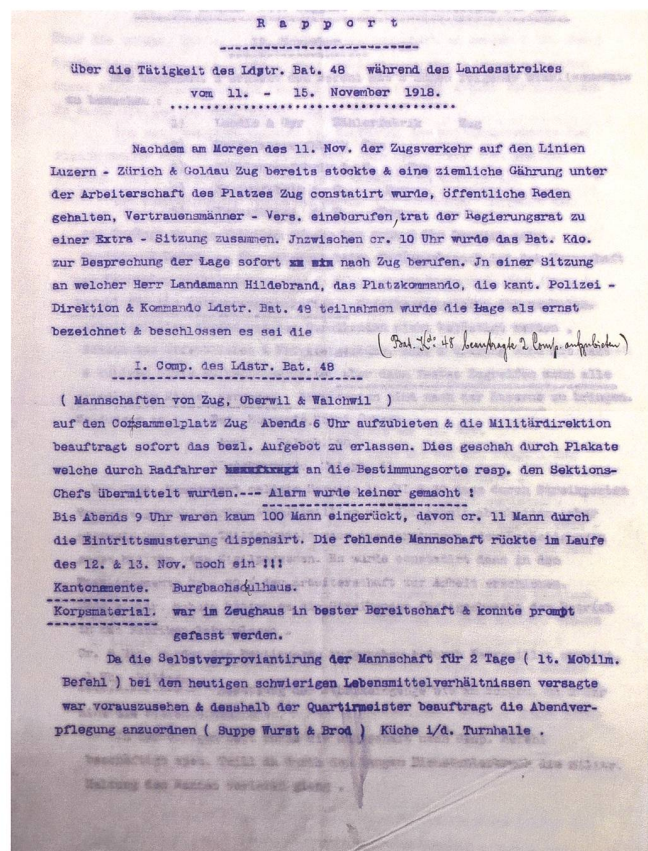 Rapport
über die Tätigkeit des Ldstr. Bat. 48 während des Landesstreikes
vom 11. - 15. November 1918.
Nachdem am Morgen des 11. Nov. der Zugsverkehr auf den Linien
Luzern - Zürich & Goldau Zug bereits stockte & eine ziemliche Gährung unter
der Arbeiterschaft des Platzes Zug constatirt wurde, öffentliche Reden
gehalten, Vertrauensmänner - Vers. eineburufen, trat der Regierungsrat zu
einer Extra - Sitzung zusammen. Jnzwischen cr. 10 Uhr wurde das Bat. Kdo.
zur Besprechung der Lage sofort nach Zug berufen. Jn einer Sitzung
an welcher Herr Landamann Hildebrand, das Platzkommando, die kant. Polizei -
Direktion & Kommando Ldstr. Bat. 48 teilnahmen wurde die Lage als ernst
bezeichnet & beschlossen es sei die
( Bat. Kdo: 48 beantragte 2 Comp. aufzubieten )
I. Comp. des Ldstr. Bat. 48
( Mannschaften von Zug, Oberwil & Walchwil )
auf den Corsammelplatz Zug Abends 6 Uhr aufzubieten & die Militärdirektion
beauftragt sofort das bezl. Aufgebot zu erlassen. Dies geschah durch Plakate
welche durch Radfahrer an die Bestimmungsorte resp. den Sektions-
Chefs übermittelt wurden.--- Alarm wurde keiner gemacht !
Bis Abends 9 Uhr waren kaum 100 Mann eingerückt, davon cr. 11 Mann durch
die Eintrittsmusterung dispensirt. Die fehlende Mannschaft rückte im Laufe
des 12. & 13. Nov. noch ein !!!
Kantonemente. Burgbachschulhaus.
Korpsmaterial. war im Zeughaus in bester Bereitschaft & konnte prompt
gefasst werden.
Da die Selbstverproviantirung der Mannschaft für 2 Tage ( lt. Mobilm.
Befehl ) bei den heutigen schwierigen Lebensmittelverhältnissen versagte
war vorauszusehen & desshalb der Quartirmeister beauftragt die Abendver-
pflegung anzuordnen ( Suppe Wurst & Brod ) Küche i/d. Turnhalle .